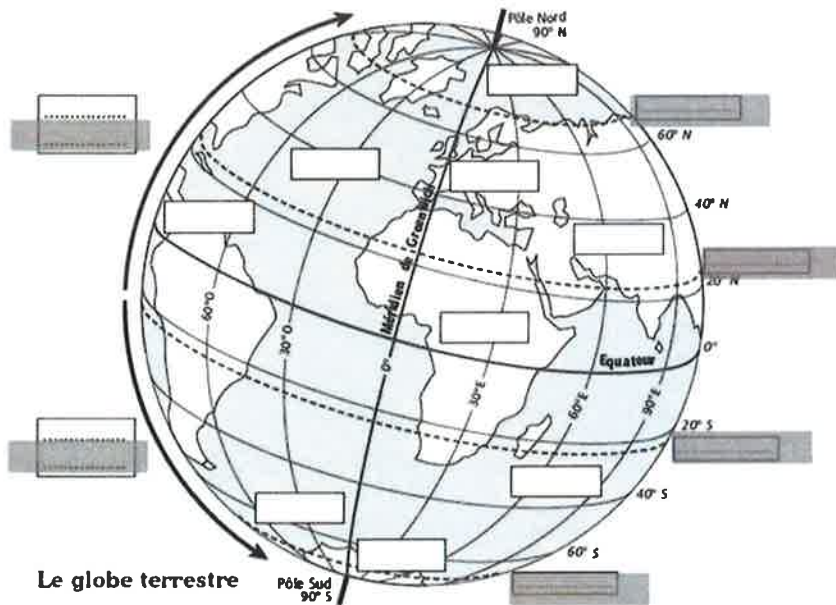 Pôle Nord
90° N
60° N
40° N
20° N
Méridien de Greenwich
60°O
30°O
0°
30°E
60°E
90°E
Equateur
0°
20° S
40° S
60° S
Le globe terrestre
Pôle Sud
90° S